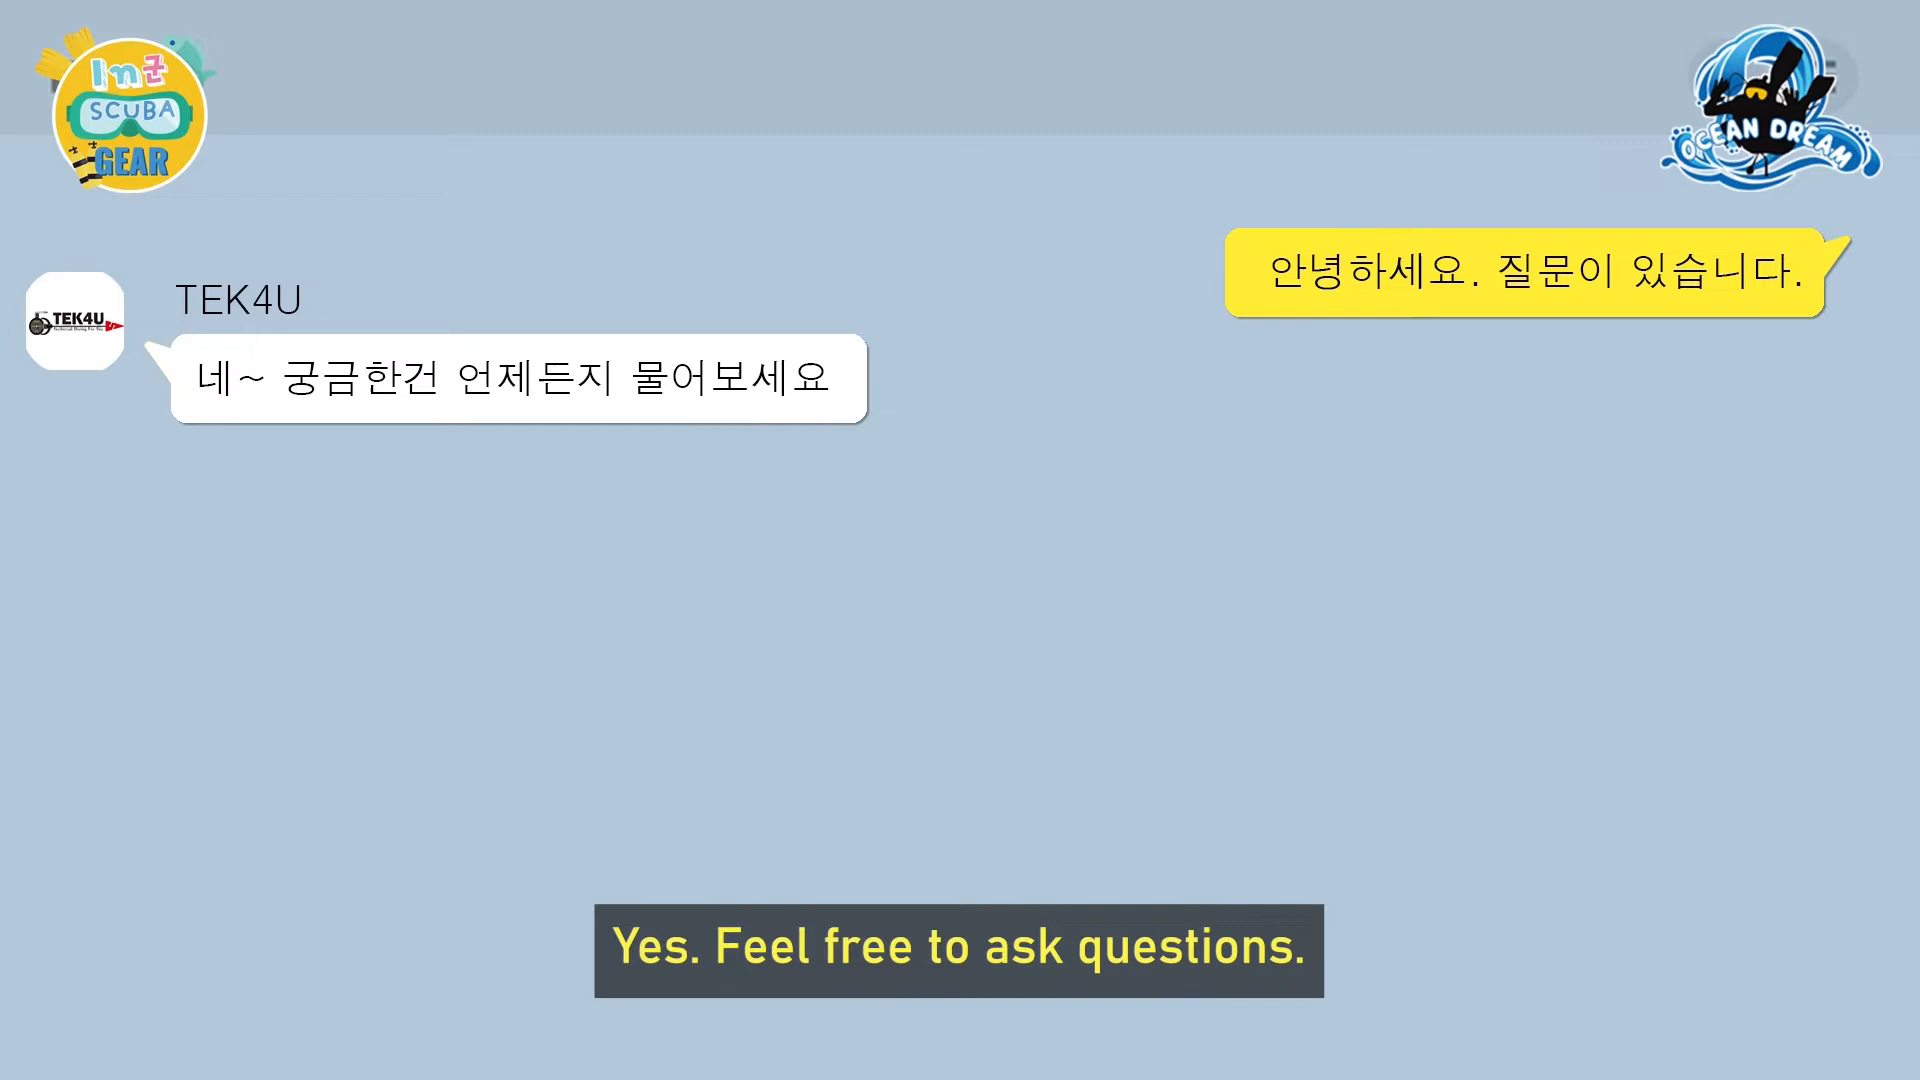 In군
SCUBA
GEAR
OCEAN DREAM
안녕하세요. 질문이 있습니다.
TEK4U
TEK4U
네~ 궁금한건 언제든지 물어보세요
Yes. Feel free to ask questions.